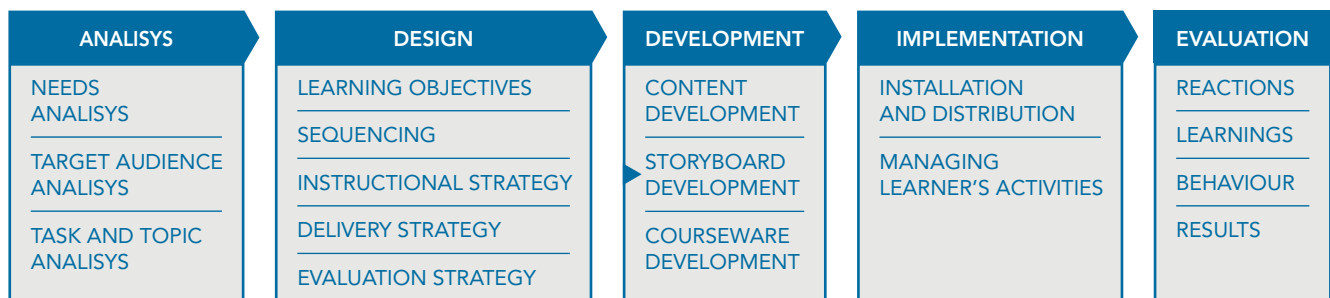 ANALISYS
NEEDS
ANALISYS
TARGET AUDIENCE
ANALISYS
TASK AND TOPIC
ANALISYS
DESIGN
LEARNING OBJECTIVES
SEQUENCING
INSTRUCTIONAL STRATEGY
DELIVERY STRATEGY
EVALUATION STRATEGY
DEVELOPMENT
CONTENT
DEVELOPMENT
STORYBOARD
DEVELOPMENT
COURSEWARE
DEVELOPMENT
IMPLEMENTATION
INSTALLATION
AND DISTRIBUTION
MANAGING
LEARNER’S ACTIVITIES
EVALUATION
REACTIONS
LEARNINGS
BEHAVIOUR
RESULTS